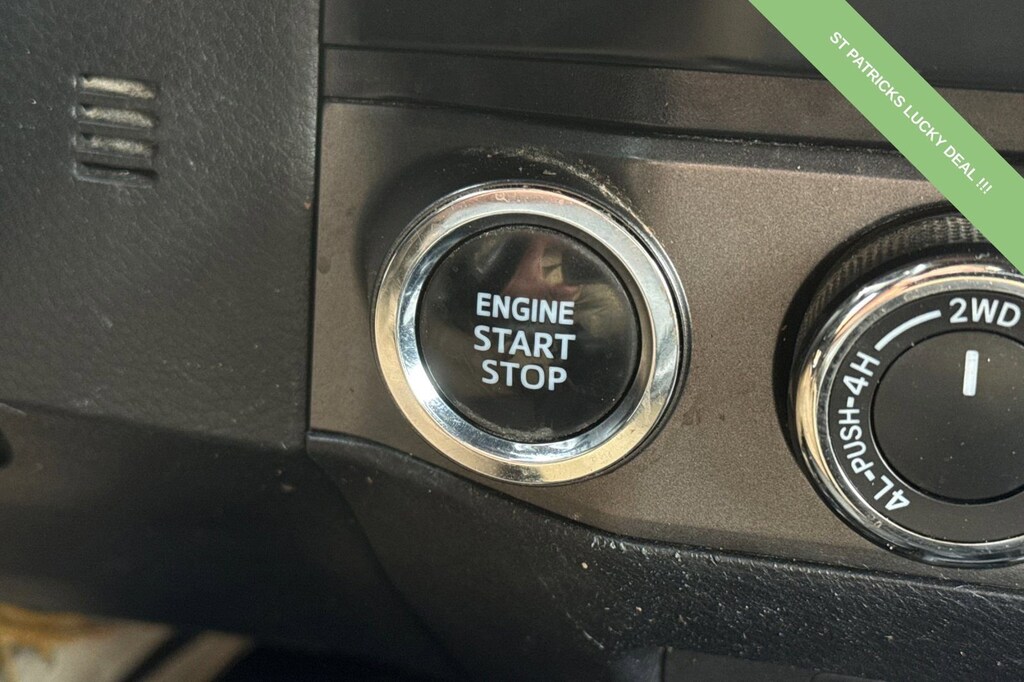 ST PATRICKS LUCKY DEAL !!!
ENGINE
START
STOP
2WD
4L-PUSH-4H